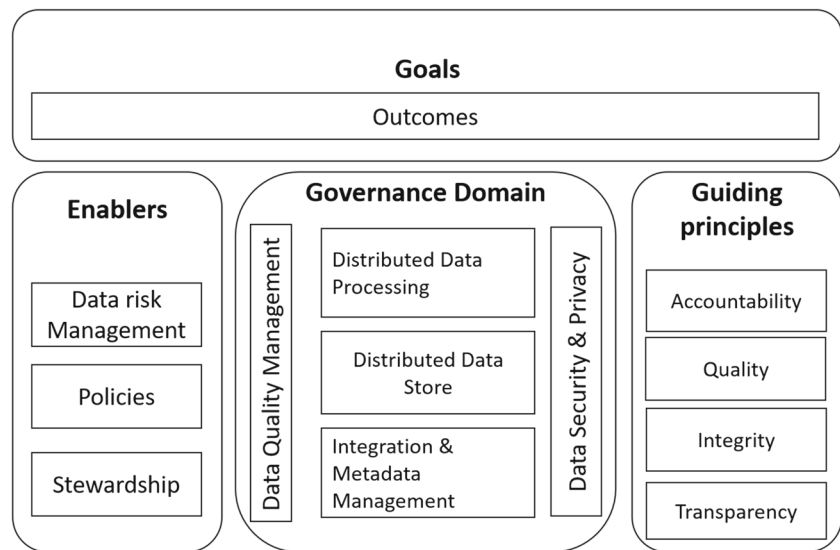 Goals
Outcomes
Enablers
Data risk
Management
Policies
Stewardship
Governance Domain
Data Quality Management
Distributed Data
Processing
Distributed Data
Store
Integration &
Metadata
Management
Data Security & Privacy
Guiding
principles
Accountability
Quality
Integrity
Transparency